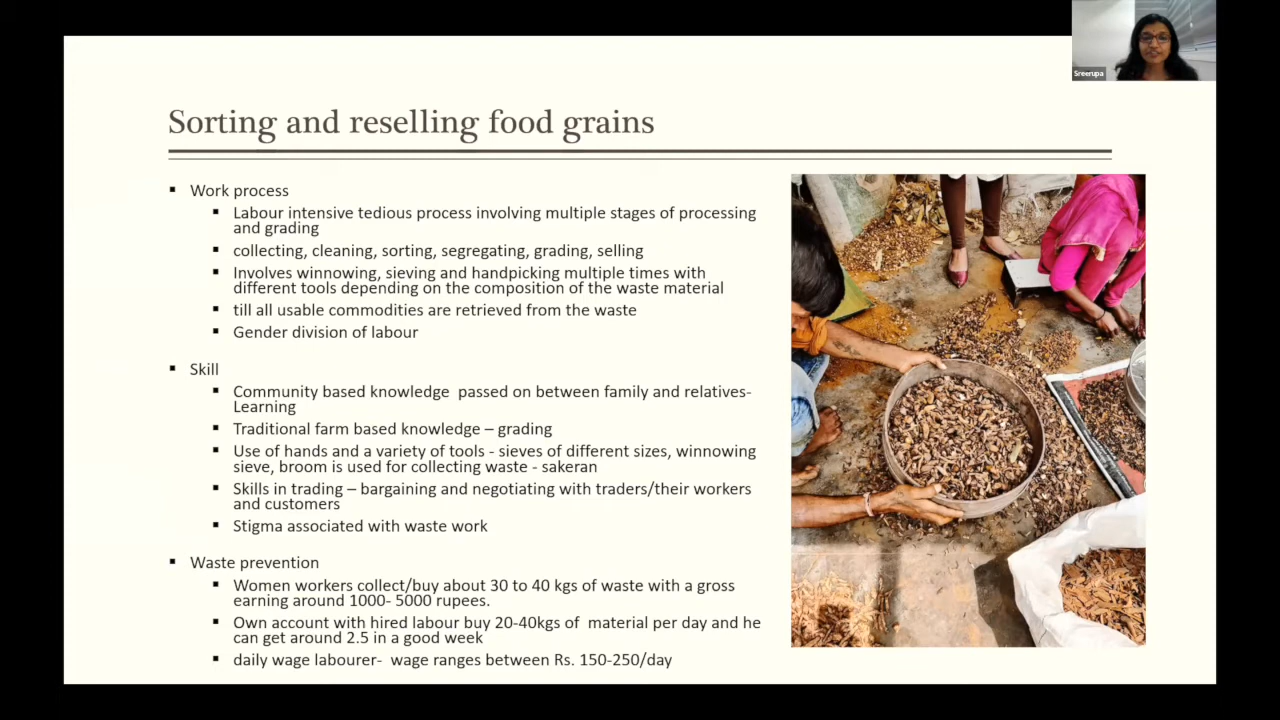 Sreerupa
Sorting and reselling food grains
▪ Work process
▪ Labour intensive tedious process involving multiple stages of processing
and grading
▪ collecting, cleaning, sorting, segregating, grading, selling
▪ Involves winnowing, sieving and handpicking multiple times with
different tools depending on the composition of the waste material
▪ till all usable commodities are retrieved from the waste
▪ Gender division of labour
▪ Skill
▪ Community based knowledge  passed on between family and relatives-
Learning
▪ Traditional farm based knowledge – grading
▪ Use of hands and a variety of tools - sieves of different sizes, winnowing
sieve, broom is used for collecting waste - sakeran
▪ Skills in trading – bargaining and negotiating with traders/their workers
and customers
▪ Stigma associated with waste work
▪ Waste prevention
▪ Women workers collect/buy about 30 to 40 kgs of waste with a gross
earning around 1000- 5000 rupees.
▪ Own account with hired labour buy 20-40kgs of  material per day and he
can get around 2.5 in a good week
▪ daily wage labourer-  wage ranges between Rs. 150-250/day